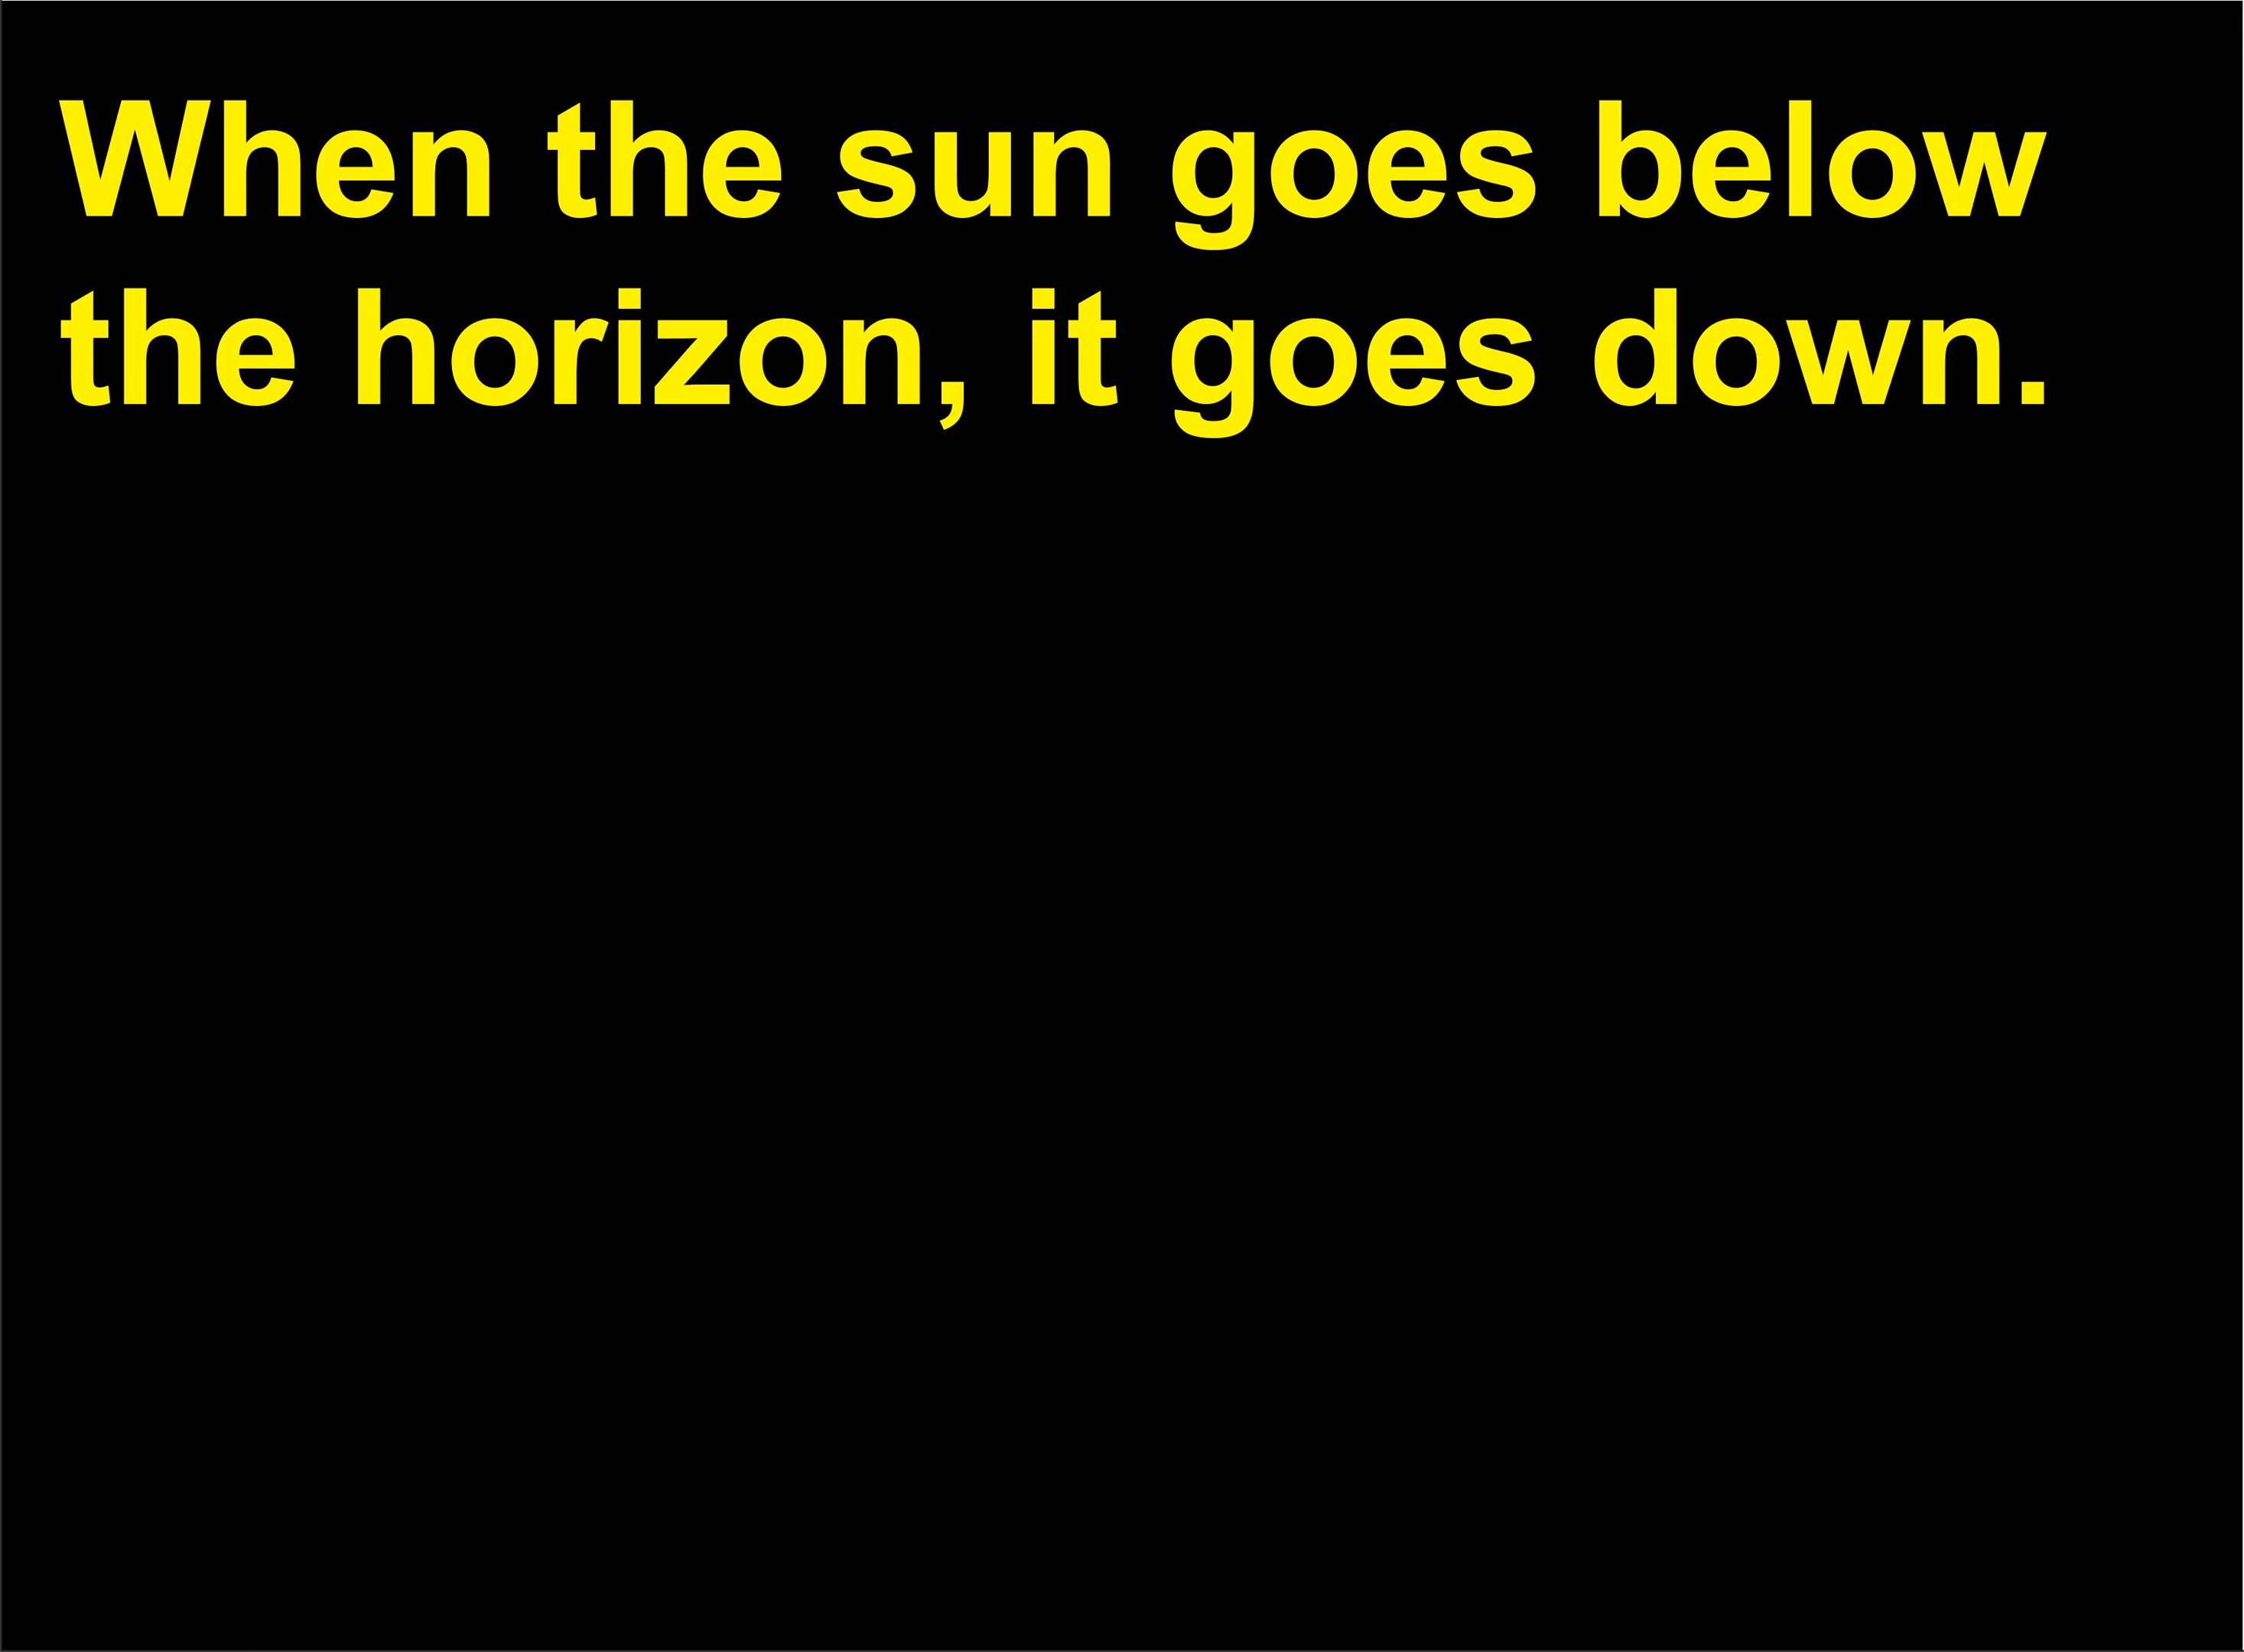 When the sun goes below
the horizon, it goes down.